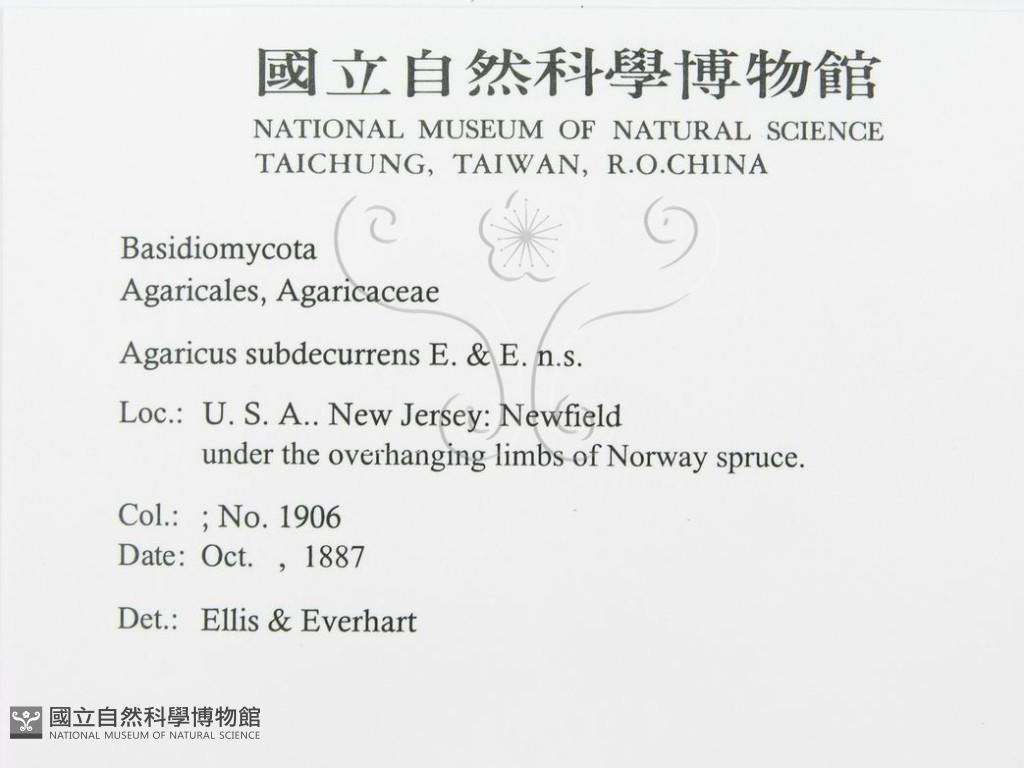 國立自然科學博物館
NATIONAL MUSEUM OF NATURAL SCIENCE
TAICHUNG, TAIWAN, R.O.CHINA
Basidiomycota
Agaricales, Agaricaceae
Agaricus subdecurrens E. & E. n.s.
Loc.: U. S. A.. New Jersey: Newfield
under the overhanging limbs of Norway spruce.
Col.: ; No. 1906
Date: Oct. , 1887
Det.: Ellis & Everhart
國立自然科學博物館
NATIONAL MUSEUM OF NATURAL SCIENCE